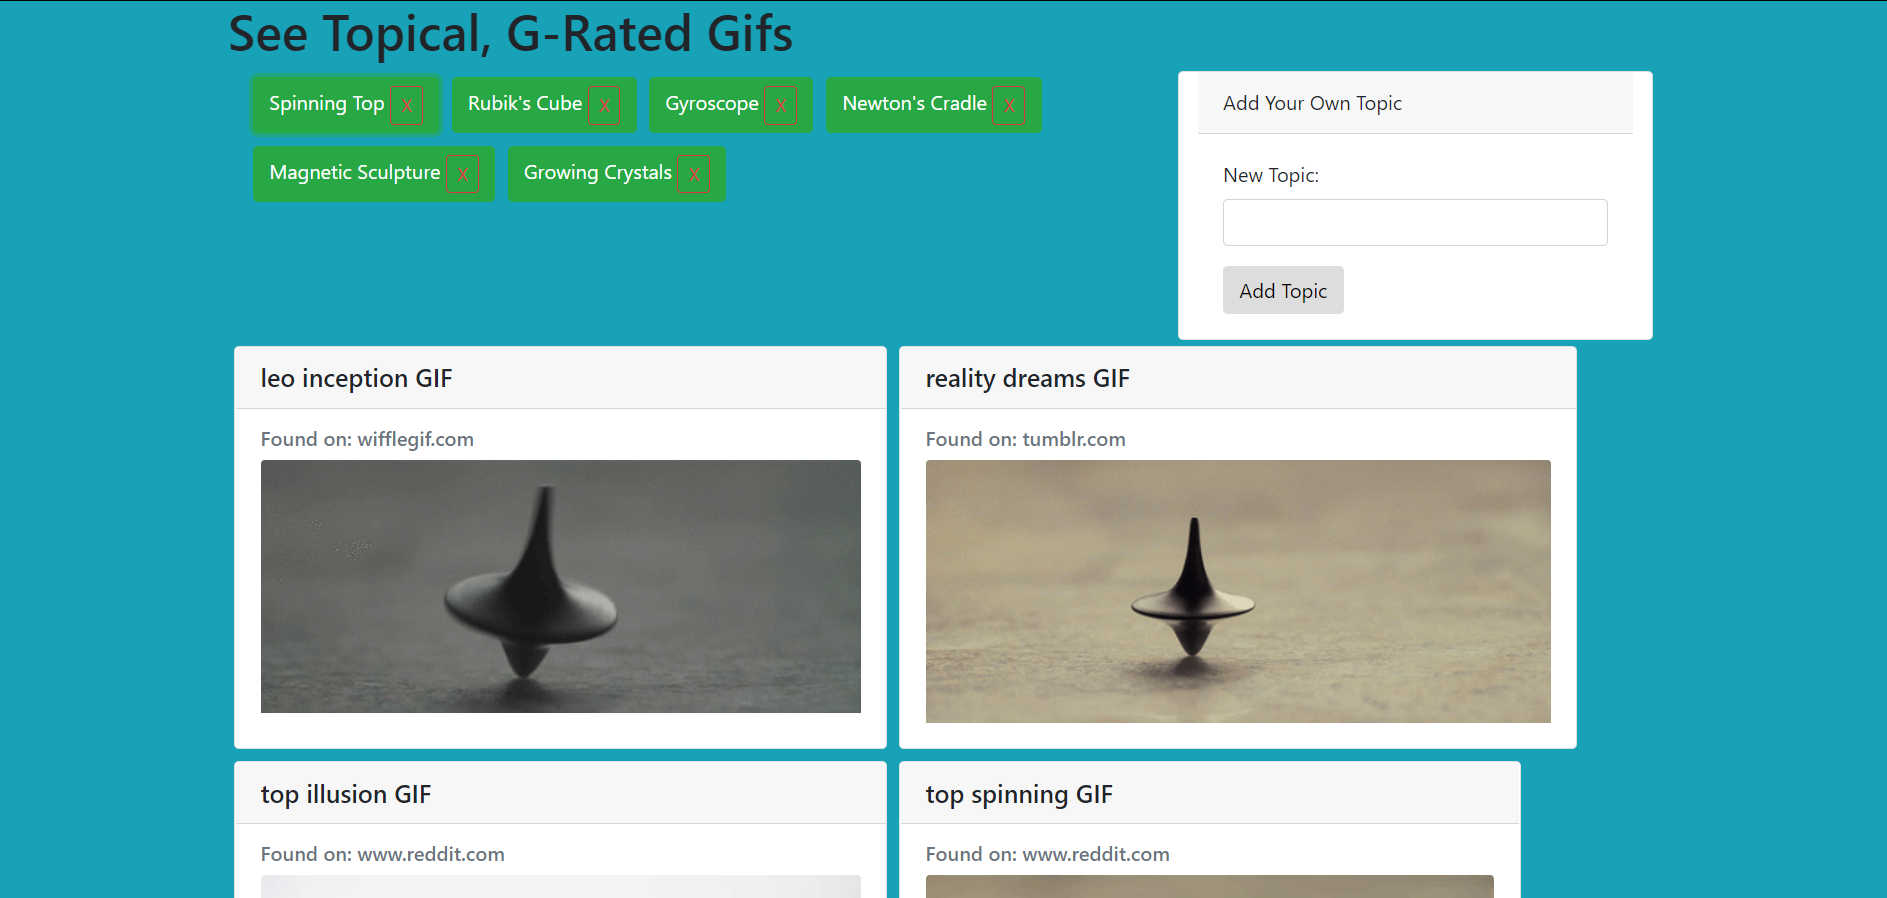 See Topical, G-Rated Gifs
Spinning Top X Rubik's Cube X Gyroscope X Newton's Cradle X
Magnetic Sculpture X Growing Crystals X
Add Your Own Topic
New Topic:
Add Topic
leo inception GIF
Found on: wifflegif.com
reality dreams GIF
Found on: tumblr.com
top illusion GIF
Found on: www.reddit.com
top spinning GIF
Found on: www.reddit.com